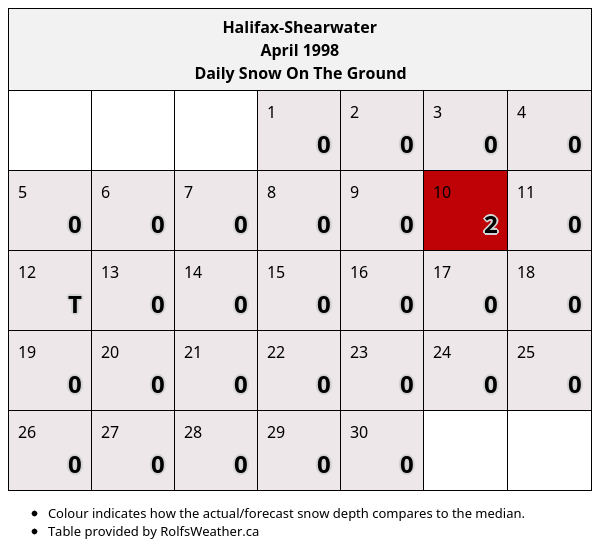 Halifax-Shearwater
April 1998
Daily Snow On The Ground
1 2 3 4
0 0 0 0
5 6 7 8 9 10 11
0 0 0 0 0 2 0
12 13 14 15 16 17 18
T 0 0 0 0 0 0
19 20 21 22 23 24 25
0 0 0 0 0 0 0
26 27 28 29 30
0 0 0 0 0
• Colour indicates how the actual/forecast snow depth compares to the median.
• Table provided by RolfsWeather.ca